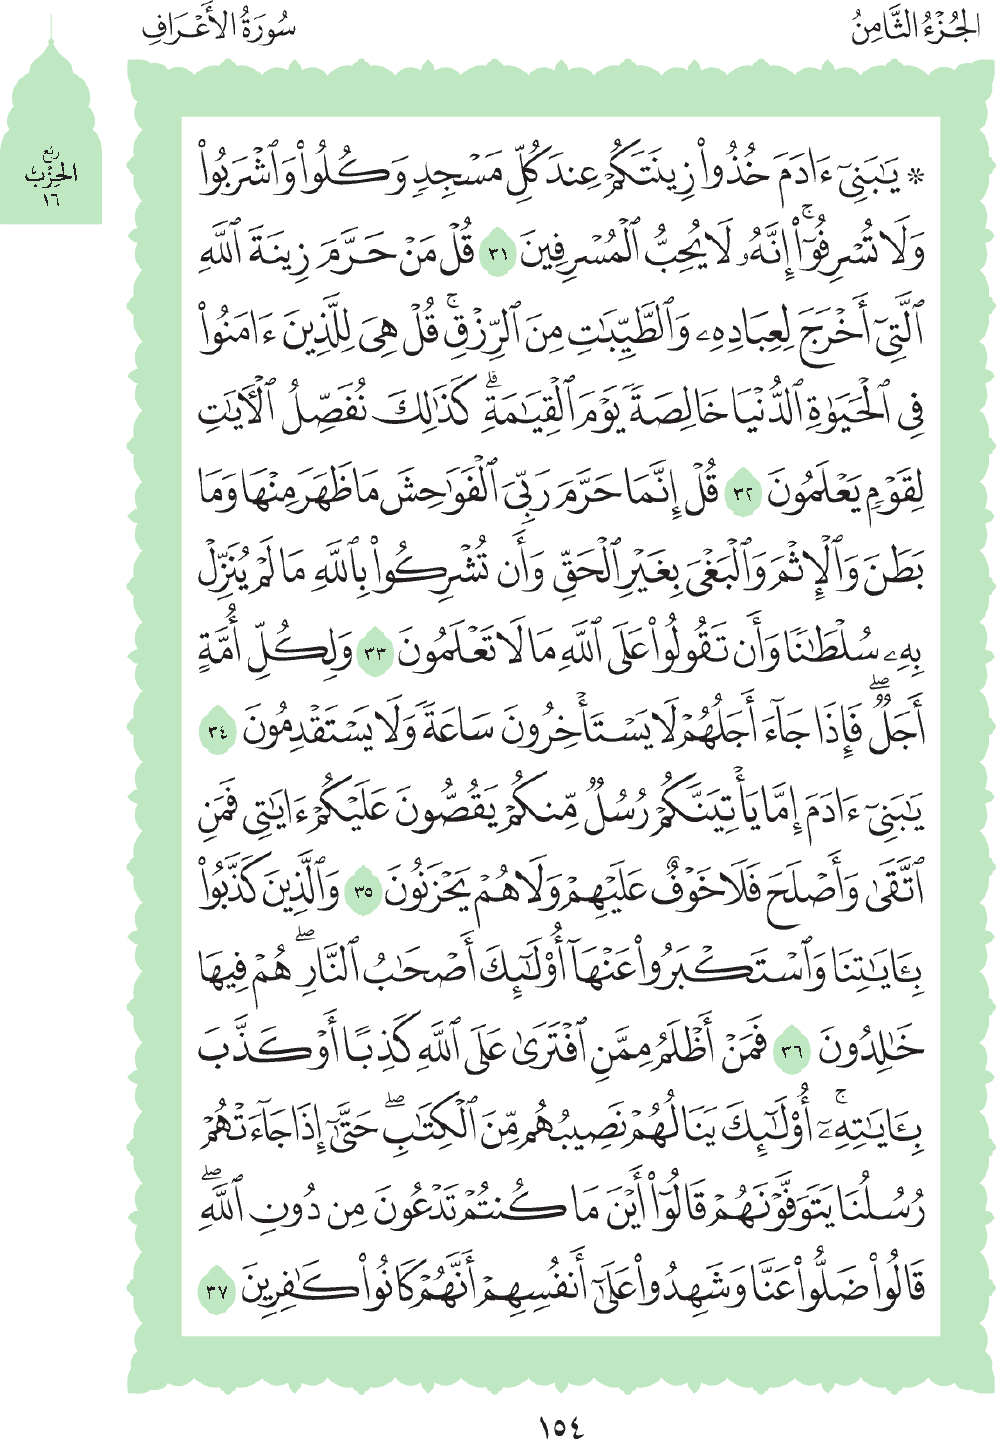 الجُزْءُ الثَّامِنُ
سُورَةُ الأَعْرَافِ
رُبْع
الحِزْب
١٦
۞ يَٰبَنِيٓ ءَادَمَ خُذُواْ زِينَتَكُمۡ عِندَ كُلِّ مَسۡجِدٖ وَكُلُواْ وَٱشۡرَبُواْ
وَلَا تُسۡرِفُوٓاْۚ إِنَّهُۥ لَا يُحِبُّ ٱلۡمُسۡرِفِينَ ٣١ قُلۡ مَنۡ حَرَّمَ زِينَةَ ٱللَّهِ
ٱلَّتِيٓ أَخۡرَجَ لِعِبَادِهِۦ وَٱلطَّيِّبَٰتِ مِنَ ٱلرِّزۡقِۚ قُلۡ هِيَ لِلَّذِينَ ءَامَنُواْ
فِي ٱلۡحَيَوٰةِ ٱلدُّنۡيَا خَالِصَةٗ يَوۡمَ ٱلۡقِيَٰمَةِۗ كَذَٰلِكَ نُفَصِّلُ ٱلۡأٓيَٰتِ
لِقَوۡمٖ يَعۡلَمُونَ ٣٢ قُلۡ إِنَّمَا حَرَّمَ رَبِّيَ ٱلۡفَوَٰحِشَ مَا ظَهَرَ مِنۡهَا وَمَا
بَطَنَ وَٱلۡإِثۡمَ وَٱلۡبَغۡيَ بِغَيۡرِ ٱلۡحَقِّ وَأَن تُشۡرِكُواْ بِٱللَّهِ مَا لَمۡ يُنَزِّلۡ
بِهِۦ سُلۡطَٰنٗا وَأَن تَقُولُواْ عَلَى ٱللَّهِ مَا لَا تَعۡلَمُونَ ٣٣ وَلِكُلِّ أُمَّةٍ
أَجَلٞۖ فَإِذَا جَآءَ أَجَلُهُمۡ لَا يَسۡتَأۡخِرُونَ سَاعَةٗ وَلَا يَسۡتَقۡدِمُونَ ٣٤
يَٰبَنِيٓ ءَادَمَ إِمَّا يَأۡتِيَنَّكُمۡ رُسُلٞ مِّنكُمۡ يَقُصُّونَ عَلَيۡكُمۡ ءَايَٰتِي فَمَنِ
ٱتَّقَىٰ وَأَصۡلَحَ فَلَا خَوۡفٌ عَلَيۡهِمۡ وَلَا هُمۡ يَحۡزَنُونَ ٣٥ وَٱلَّذِينَ كَذَّبُواْ
بِـَٔايَٰتِنَا وَٱسۡتَكۡبَرُواْ عَنۡهَآ أُوْلَٰٓئِكَ أَصۡحَٰبُ ٱلنَّارِۖ هُمۡ فِيهَا
خَٰلِدُونَ ٣٦ فَمَنۡ أَظۡلَمُ مِمَّنِ ٱفۡتَرَىٰ عَلَى ٱللَّهِ كَذِبًا أَوۡ كَذَّبَ
بِـَٔايَٰتِهِۦٓۚ أُوْلَٰٓئِكَ يَنَالُهُمۡ نَصِيبُهُم مِّنَ ٱلۡكِتَٰبِۖ حَتَّىٰٓ إِذَا جَآءَتۡهُمۡ
رُسُلُنَا يَتَوَفَّوۡنَهُمۡ قَالُوٓاْ أَيۡنَ مَا كُنتُمۡ تَدۡعُونَ مِن دُونِ ٱللَّهِۖ
قَالُواْ ضَلُّواْ عَنَّا وَشَهِدُواْ عَلَىٰٓ أَنفُسِهِمۡ أَنَّهُمۡ كَانُواْ كَٰفِرِينَ ٣٧
١٥٤